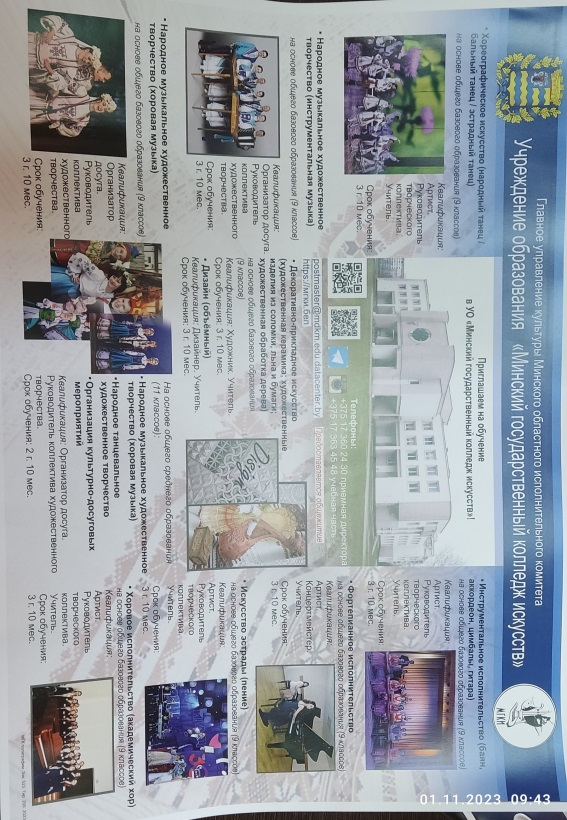 Главное управление культуры Минского областного исполнительного комитета
Учреждение образования «Минский государственный колледж искусств»
МГКИ
Приглашаем на обучение
в УО «Минский государственный колледж искусств»!
• Хореографическое искусство (народный танец /
бальный танец / эстрадный танец)
на основе общего базового образования (9 классов)
Квалификация:
Артист.
Руководитель
творческого
коллектива.
Учитель.
Срок обучения:
3 г. 10 мес.
• Народное музыкальное художественное
творчество (инструментальная музыка)
на основе общего базового образования (9 классов)
Квалификация:
Организатор досуга.
Руководитель
коллектива
художественного
творчества.
Срок обучения:
3 г. 10 мес.
• Народное музыкальное художественное
творчество (хоровая музыка)
на основе общего базового образования (9 классов)
Квалификация:
Организатор
досуга.
Руководитель
коллектива
художественного
творчества.
Срок обучения:
3 г. 10 мес.
Телефоны:
+375 17 360 24 30 приемная директора
+375 17 363 45 48 учебная часть
postmaster@mdkm.edu.datacenter.by
https://мгки.бел
Предоставляется общежитие
• Декоративно-прикладное искусство
(художественная керамика; художественные
изделия из соломки, льна и бумаги;
художественная обработка дерева)
на основе общего базового образования
(9 классов)
Квалификация: Художник. Учитель.
Срок обучения: 3 г. 10 мес.
• Дизайн (объёмный)
Квалификация: Дизайнер. Учитель.
Срок обучения: 3 г. 10 мес.
Design
На основе общего среднего образования
(11 классов):
• Народное музыкальное художественное
творчество (хоровая музыка)
• Народное танцевальное
художественное творчество
• Организация культурно-досуговых
мероприятий
Квалификация: Организатор досуга.
Руководитель коллектива художественного
творчества.
Срок обучения: 2 г. 10 мес.
• Инструментальное исполнительство (баян,
аккордеон, цимбалы, гитара)
на основе общего базового образования (9 классов)
Квалификация:
Артист.
Руководитель
творческого
коллектива.
Учитель.
Срок обучения:
3 г. 10 мес.
• Фортепианное исполнительство
на основе общего базового образования (9 классов)
Квалификация:
Артист.
Концертмейстер.
Учитель.
Срок обучения:
3 г. 10 мес.
• Искусство эстрады (пение)
на основе общего базового образования (9 классов)
Квалификация:
Артист.
Руководитель
творческого
коллектива.
Учитель.
Срок обучения:
3 г. 10 мес.
• Хоровое исполнительство (академический хор)
на основе общего базового образования (9 классов)
Квалификация:
Артист.
Руководитель
творческого
коллектива.
Учитель.
Срок обучения:
3 г. 10 мес.
01.11.2023 09:43